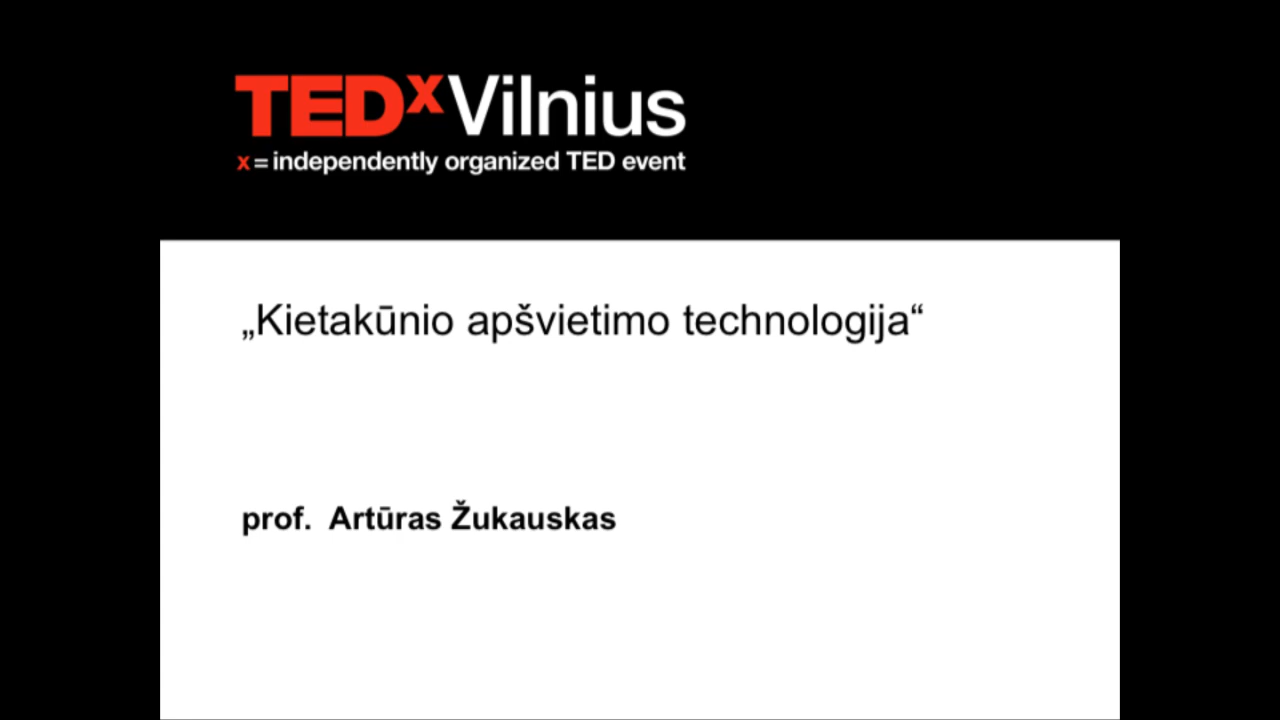 TEDxVilnius
x = independently organized TED event
„Kietakūnio apšvietimo technologija“
prof. Artūras Žukauskas